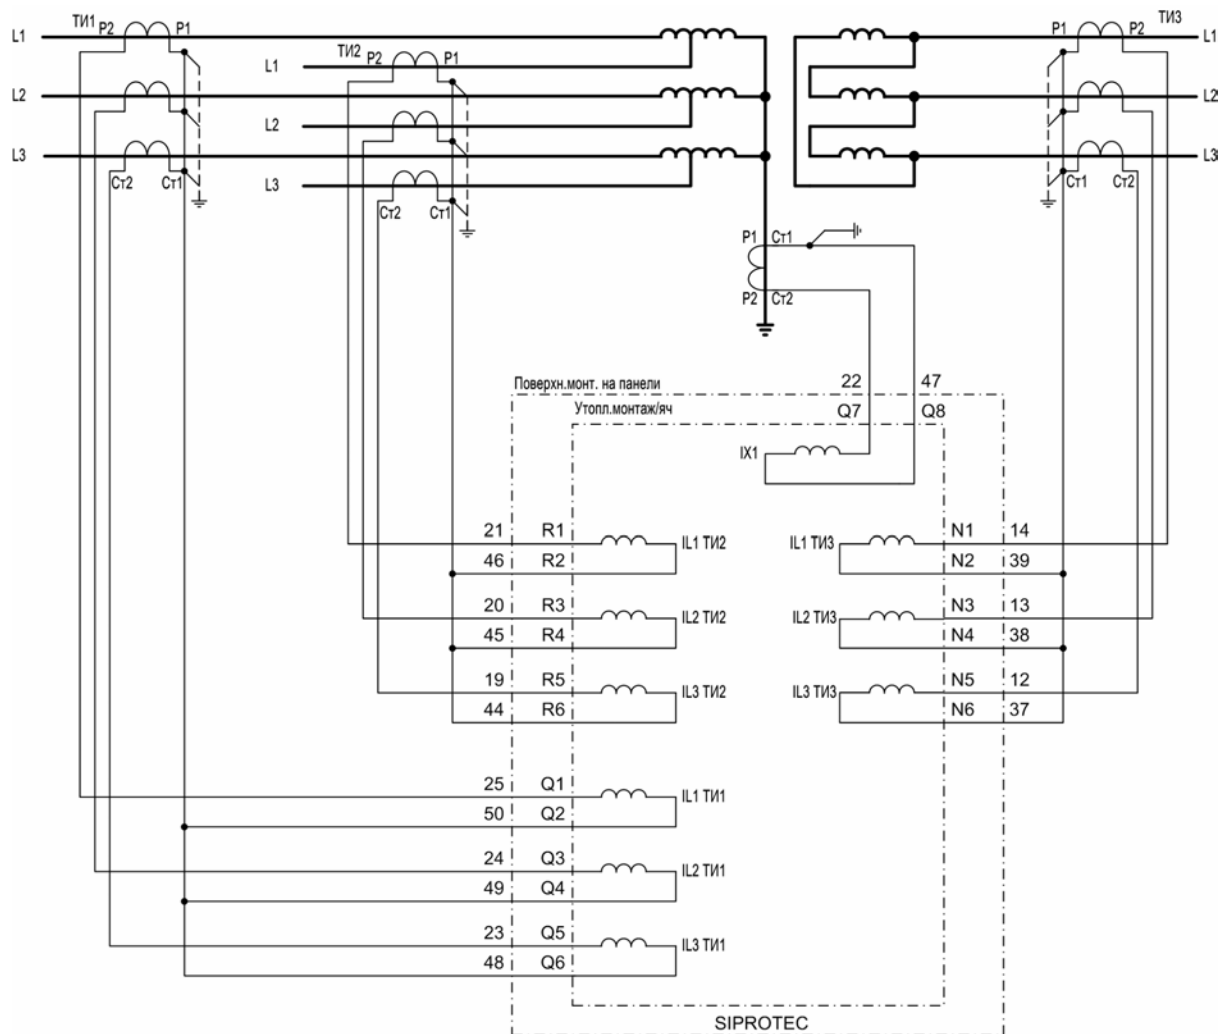 ТИ1 P2 P1
P1 P2 ТИ3
L1
L1
ТИ2 P2 P1
L1
L2
L2
L2
L3
L3
Ст2 Ст1
L3
Ст2 Ст1
Ст1 Ст2
P1 Ст1
P2 Ст2
Поверхн.монт. на панели
22 47
Утопл.монтаж/яч
Q7 Q8
IX1
21 R1 IL1 ТИ2
IL1 ТИ3 N1 14
46 R2
N2 39
20 R3 IL2 ТИ2
IL2 ТИ3 N3 13
45 R4
N4 38
19 R5 IL3 ТИ2
IL3 ТИ3 N5 12
44 R6
N6 37
25 Q1 IL1 ТИ1
50 Q2
24 Q3 IL2 ТИ1
49 Q4
23 Q5 IL3 ТИ1
48 Q6
SIPROTEC